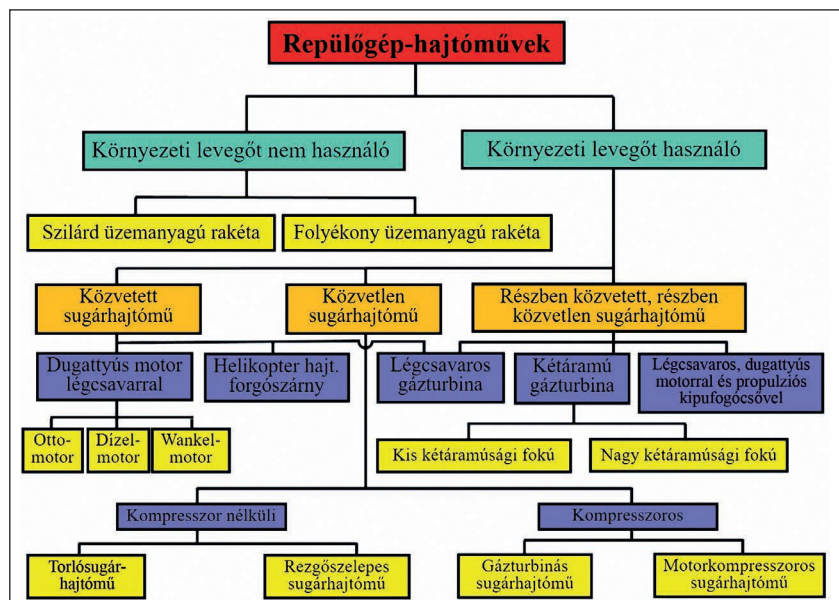 Repülőgép-hajtóművek
Környezeti levegőt nem használó
Környezeti levegőt használó
Szilárd üzemanyagú rakéta
Folyékony üzemanyagú rakéta
Közvetett
sugárhajtómű
Közvetlen
sugárhajtómű
Részben közvetett, részben
közvetlen sugárhajtómű
Dugattyús motor
légcsavarral
Helikopter hajt.
forgószárny
Légcsavaros
gázturbina
Kétáramú
gázturbina
Légcsavaros, dugattyús
motorral és propulziós
kipufogócsővel
Otto-
motor
Dízel-
motor
Wankel-
motor
Kis kétáramúsági fokú
Nagy kétáramúsági fokú
Kompresszor nélküli
Kompresszoros
Torlósugár-
hajtómű
Rezgőszelepes
sugárhajtómű
Gázturbinás
sugárhajtómű
Motorkompresszoros
sugárhajtómű